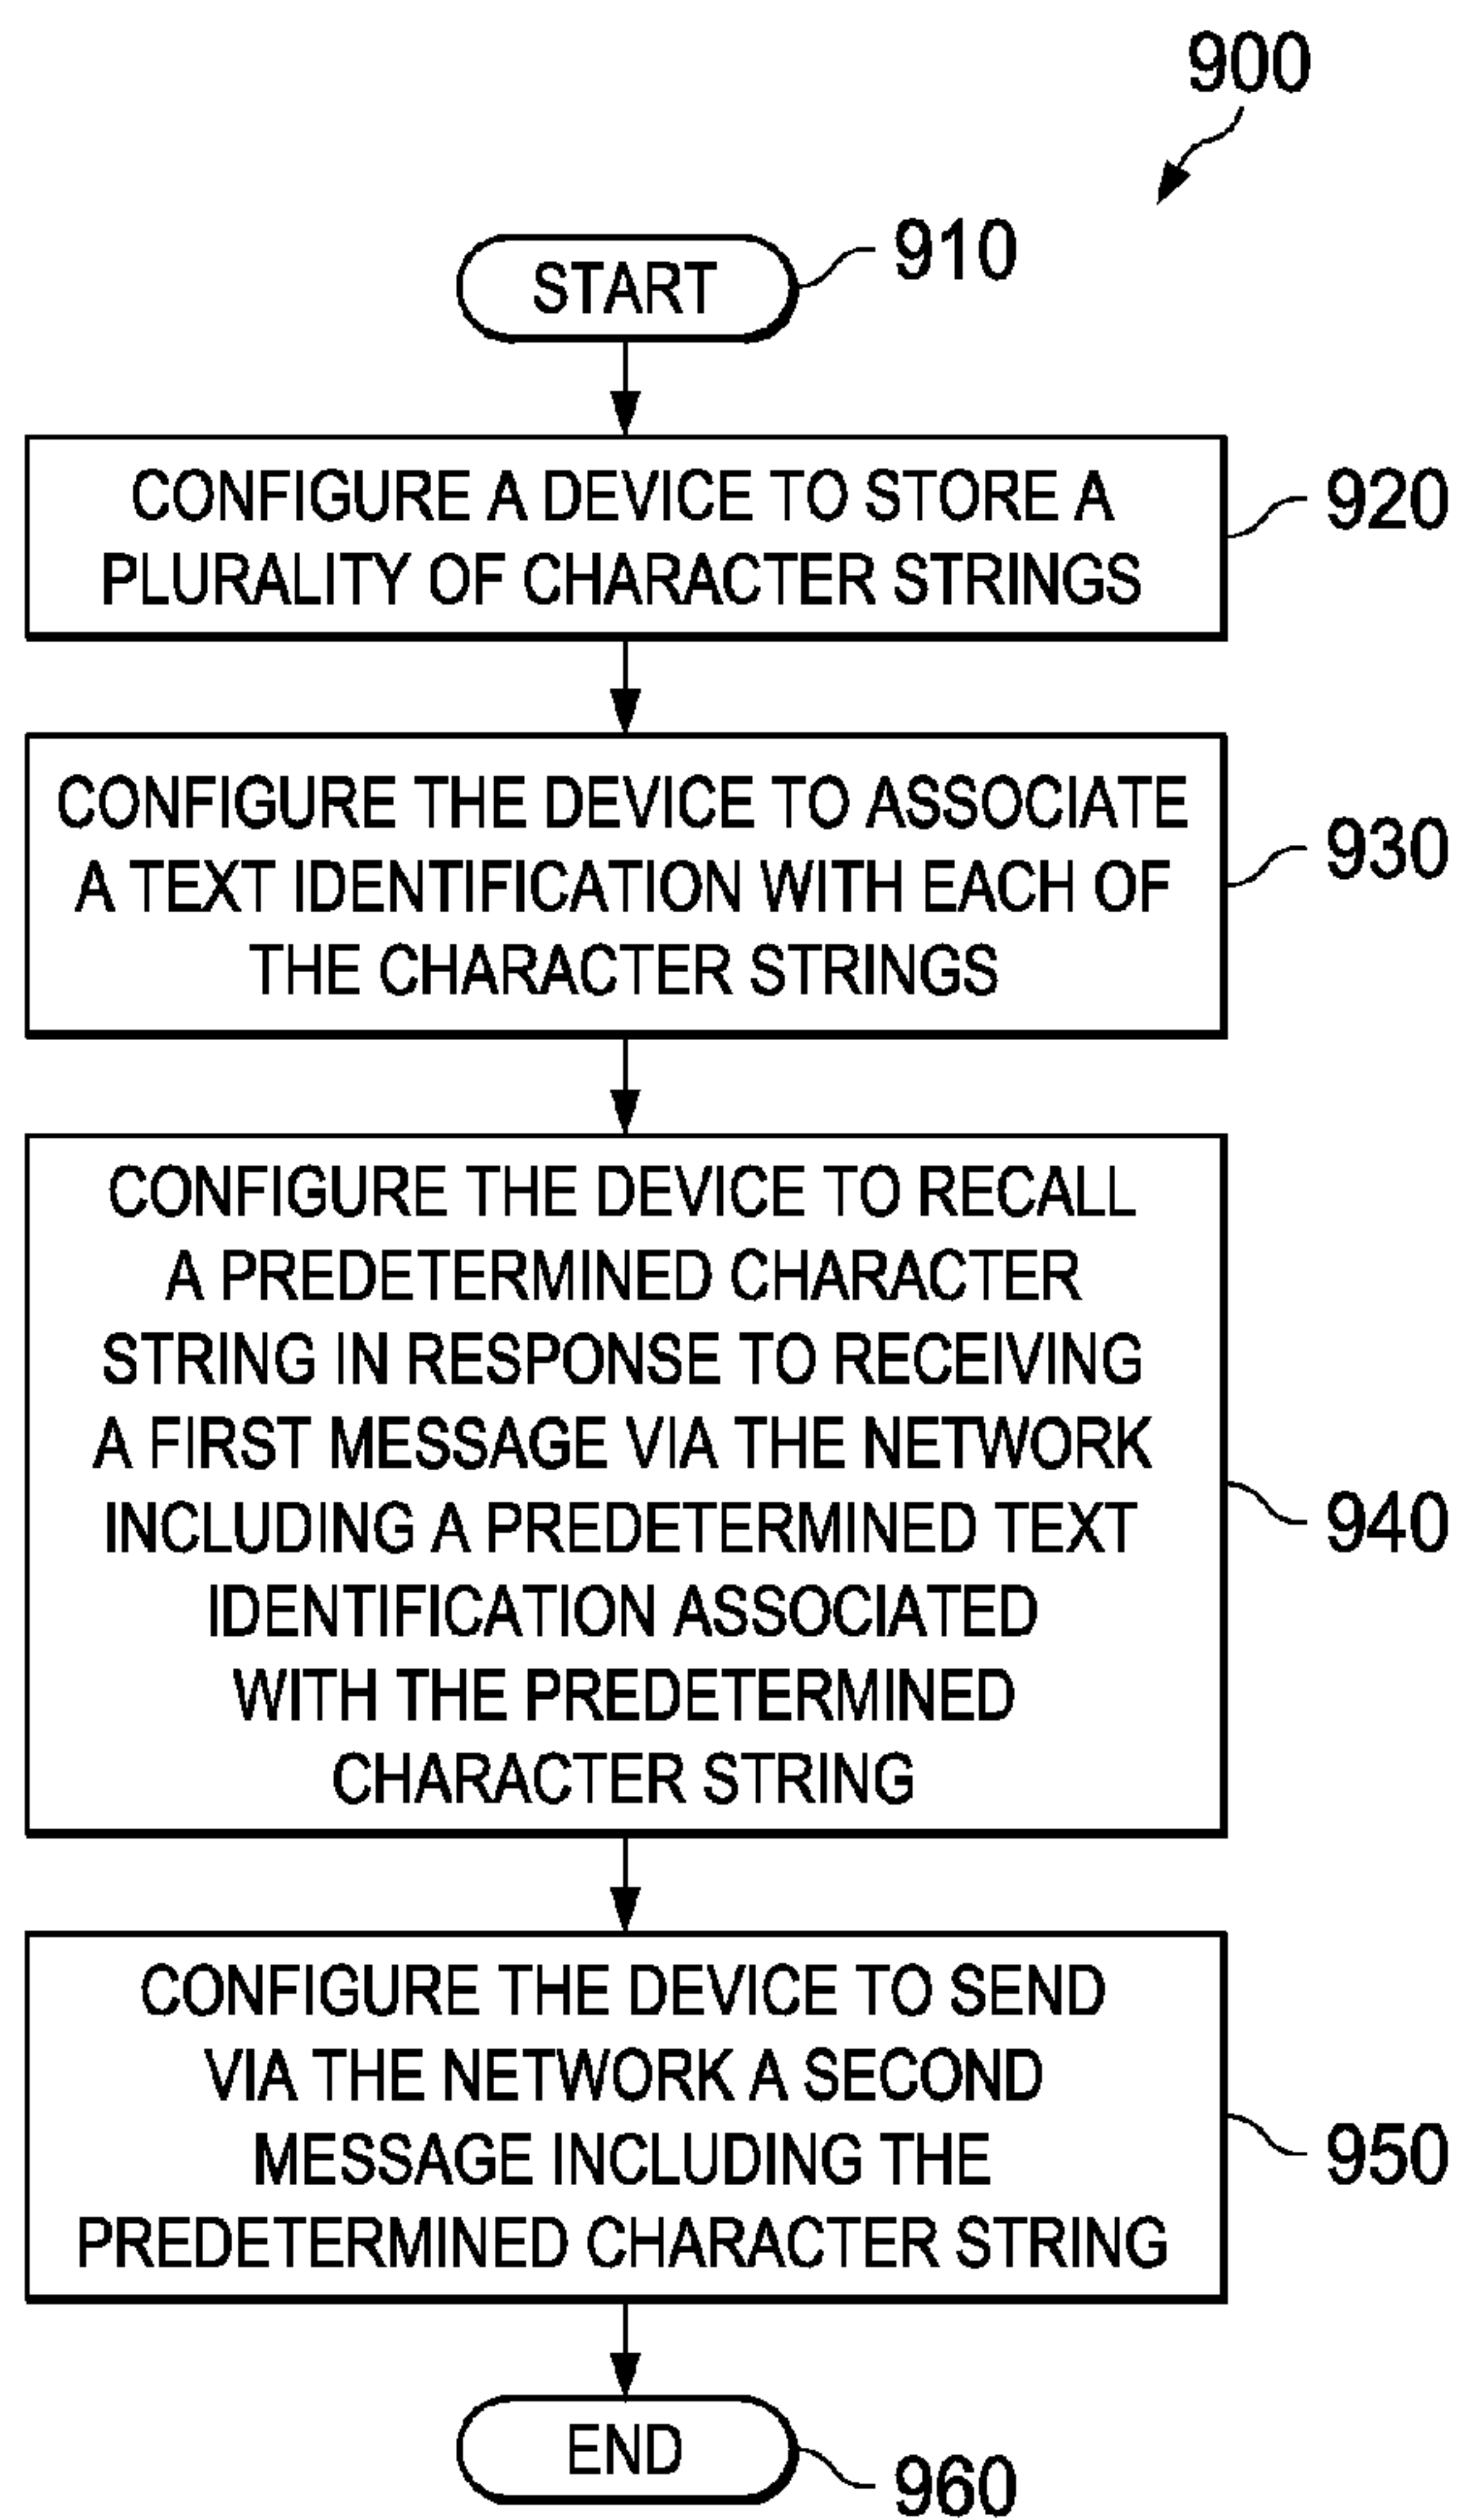 900
START
910
CONFIGURE A DEVICE TO STORE A
PLURALITY OF CHARACTER STRINGS
920
CONFIGURE THE DEVICE TO ASSOCIATE
A TEXT IDENTIFICATION WITH EACH OF
THE CHARACTER STRINGS
930
CONFIGURE THE DEVICE TO RECALL
A PREDETERMINED CHARACTER
STRING IN RESPONSE TO RECEIVING
A FIRST MESSAGE VIA THE NETWORK
INCLUDING A PREDETERMINED TEXT
IDENTIFICATION ASSOCIATED
WITH THE PREDETERMINED
CHARACTER STRING
940
CONFIGURE THE DEVICE TO SEND
VIA THE NETWORK A SECOND
MESSAGE INCLUDING THE
PREDETERMINED CHARACTER STRING
950
END
960